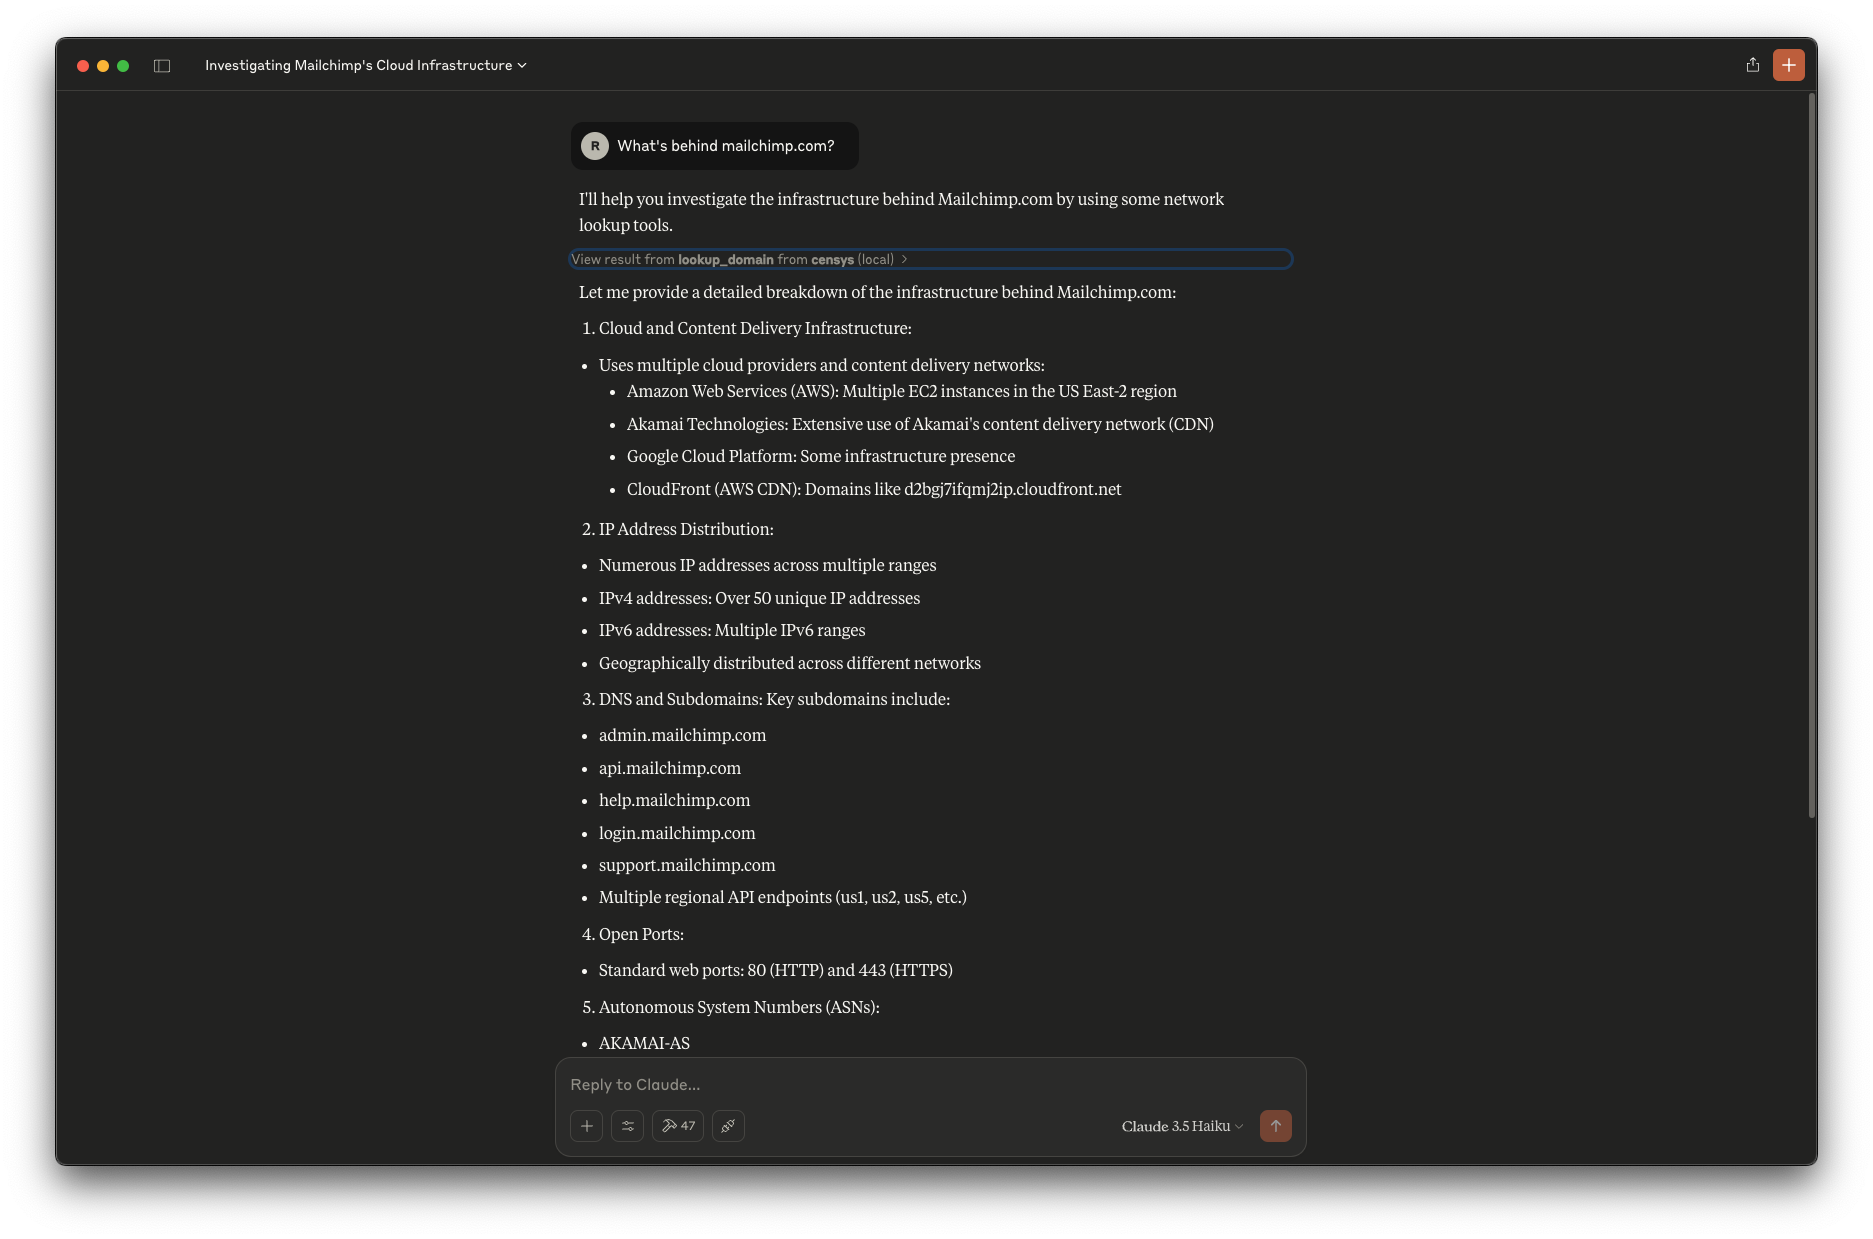 Investigating Mailchimp's Cloud Infrastructure
R What's behind mailchimp.com?
I'll help you investigate the infrastructure behind Mailchimp.com by using some network
lookup tools.
View result from lookup_domain from censys (local)
Let me provide a detailed breakdown of the infrastructure behind Mailchimp.com:
1. Cloud and Content Delivery Infrastructure:
• Uses multiple cloud providers and content delivery networks:
• Amazon Web Services (AWS): Multiple EC2 instances in the US East-2 region
• Akamai Technologies: Extensive use of Akamai's content delivery network (CDN)
• Google Cloud Platform: Some infrastructure presence
• CloudFront (AWS CDN): Domains like d2bgj7ifqmj2ip.cloudfront.net
2. IP Address Distribution:
• Numerous IP addresses across multiple ranges
• IPv4 addresses: Over 50 unique IP addresses
• IPv6 addresses: Multiple IPv6 ranges
• Geographically distributed across different networks
3. DNS and Subdomains: Key subdomains include:
• admin.mailchimp.com
• api.mailchimp.com
• help.mailchimp.com
• login.mailchimp.com
• support.mailchimp.com
• Multiple regional API endpoints (us1, us2, us5, etc.)
4. Open Ports:
• Standard web ports: 80 (HTTP) and 443 (HTTPS)
5. Autonomous System Numbers (ASNs):
• AKAMAI-AS
Reply to Claude...
47
Claude 3.5 Haiku